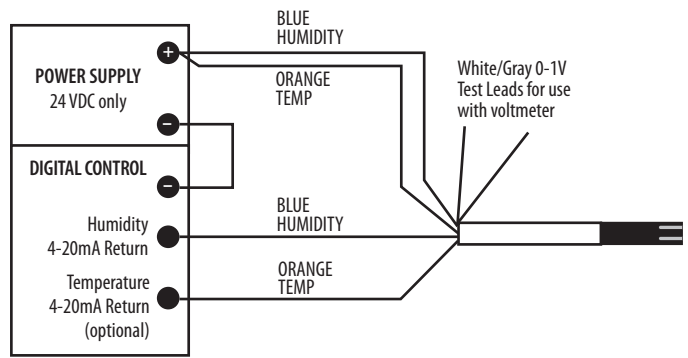 BLUE
HUMIDITY
+
POWER SUPPLY
24 VDC only
ORANGE
TEMP
White/Gray 0-1V
Test Leads for use
with voltmeter
−
DIGITAL CONTROL
−
Humidity
4-20mA Return
BLUE
HUMIDITY
Temperature
4-20mA Return
(optional)
ORANGE
TEMP